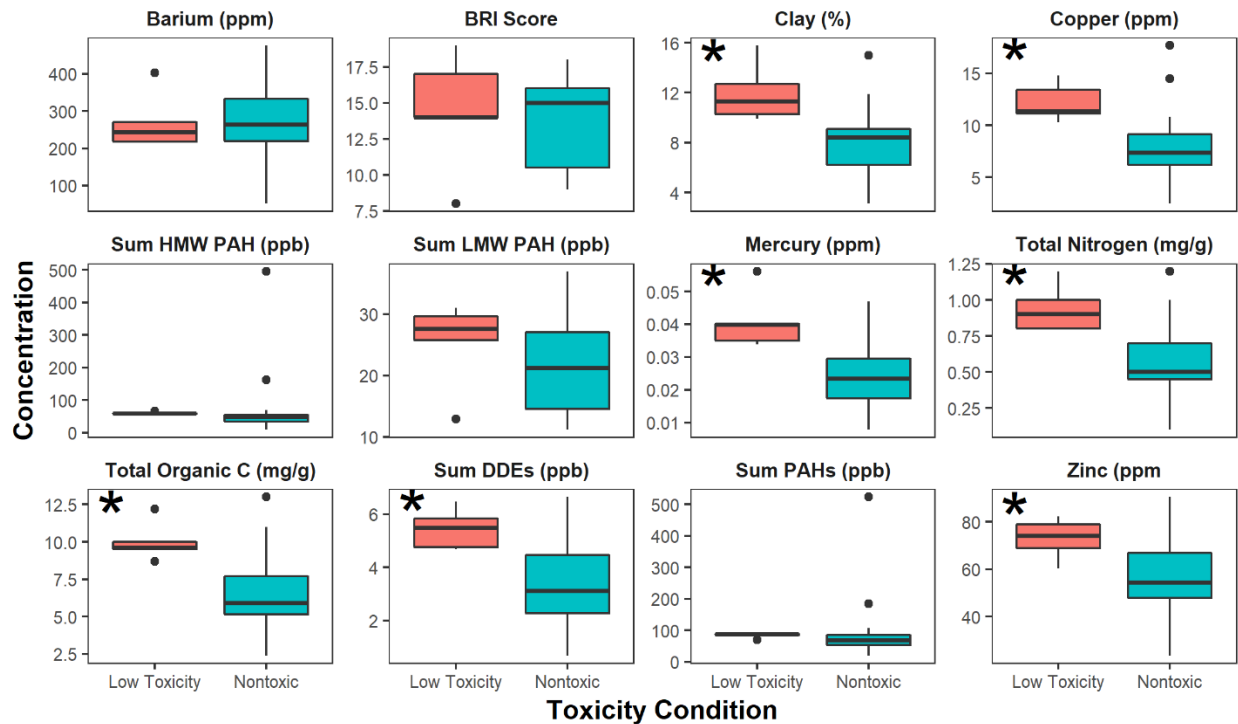 Barium (ppm) BRI Score Clay (%) Copper (ppm)
400 300 200 100
17.5 15.0 12.5 10.0 7.5
* 16 12 8 4
* 15 10 5
Sum HMW PAH (ppb) Sum LMW PAH (ppb) Mercury (ppm) Total Nitrogen (mg/g)
500 400 300 200 100 0
30 20 10
* 0.05 0.04 0.03 0.02 0.01
* 1.25 1.00 0.75 0.50 0.25
Concentration
Total Organic C (mg/g) Sum DDEs (ppb) Sum PAHs (ppb) Zinc (ppm
* 12.5 10.0 7.5 5.0 2.5
* 6 4 2
500 400 300 200 100 0
* 80 60 40
Low Toxicity Nontoxic Low Toxicity Nontoxic Low Toxicity Nontoxic Low Toxicity Nontoxic
Toxicity Condition